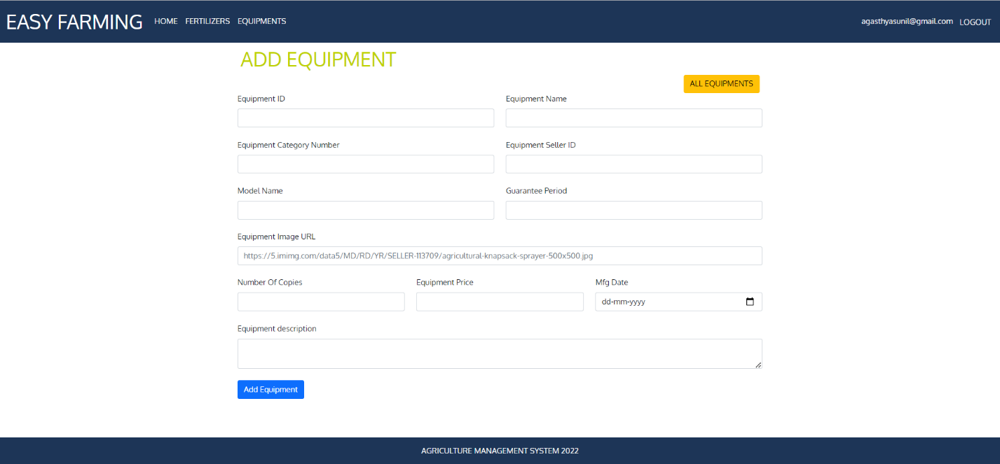 EASY FARMING HOME FERTILIZERS EQUIPMENTS agasthyasunil@gmail.com LOGOUT
ADD EQUIPMENT
ALL EQUIPMENTS
Equipment ID Equipment Name
Equipment Category Number Equipment Seller ID
Model Name Guarantee Period
Equipment Image URL
https://5.imimg.com/data5/MD/RD/YR/SELLER-113709/agricultural-knapsack-sprayer-500x500.jpg
Number Of Copies Equipment Price Mfg Date
dd-mm-yyyy
Equipment description
Add Equipment
AGRICULTURE MANAGEMENT SYSTEM 2022